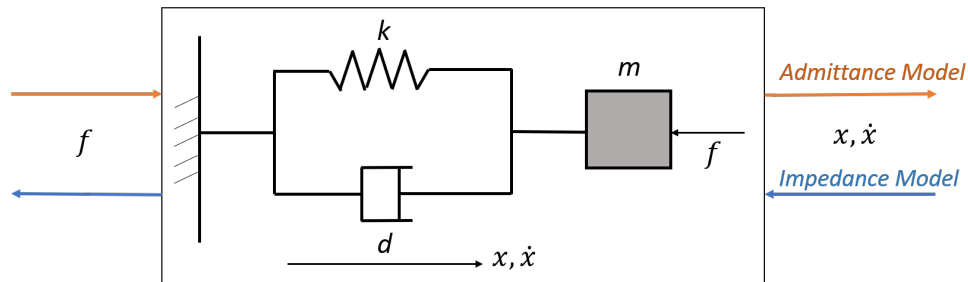 k
m
Admittance Model
f
f
x, ẋ
Impedance Model
d
x, ẋ